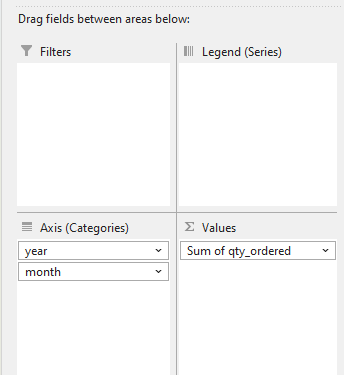 Drag fields between areas below:
Filters
Legend (Series)
Axis (Categories)
Values
year
Sum of qty_ordered
month